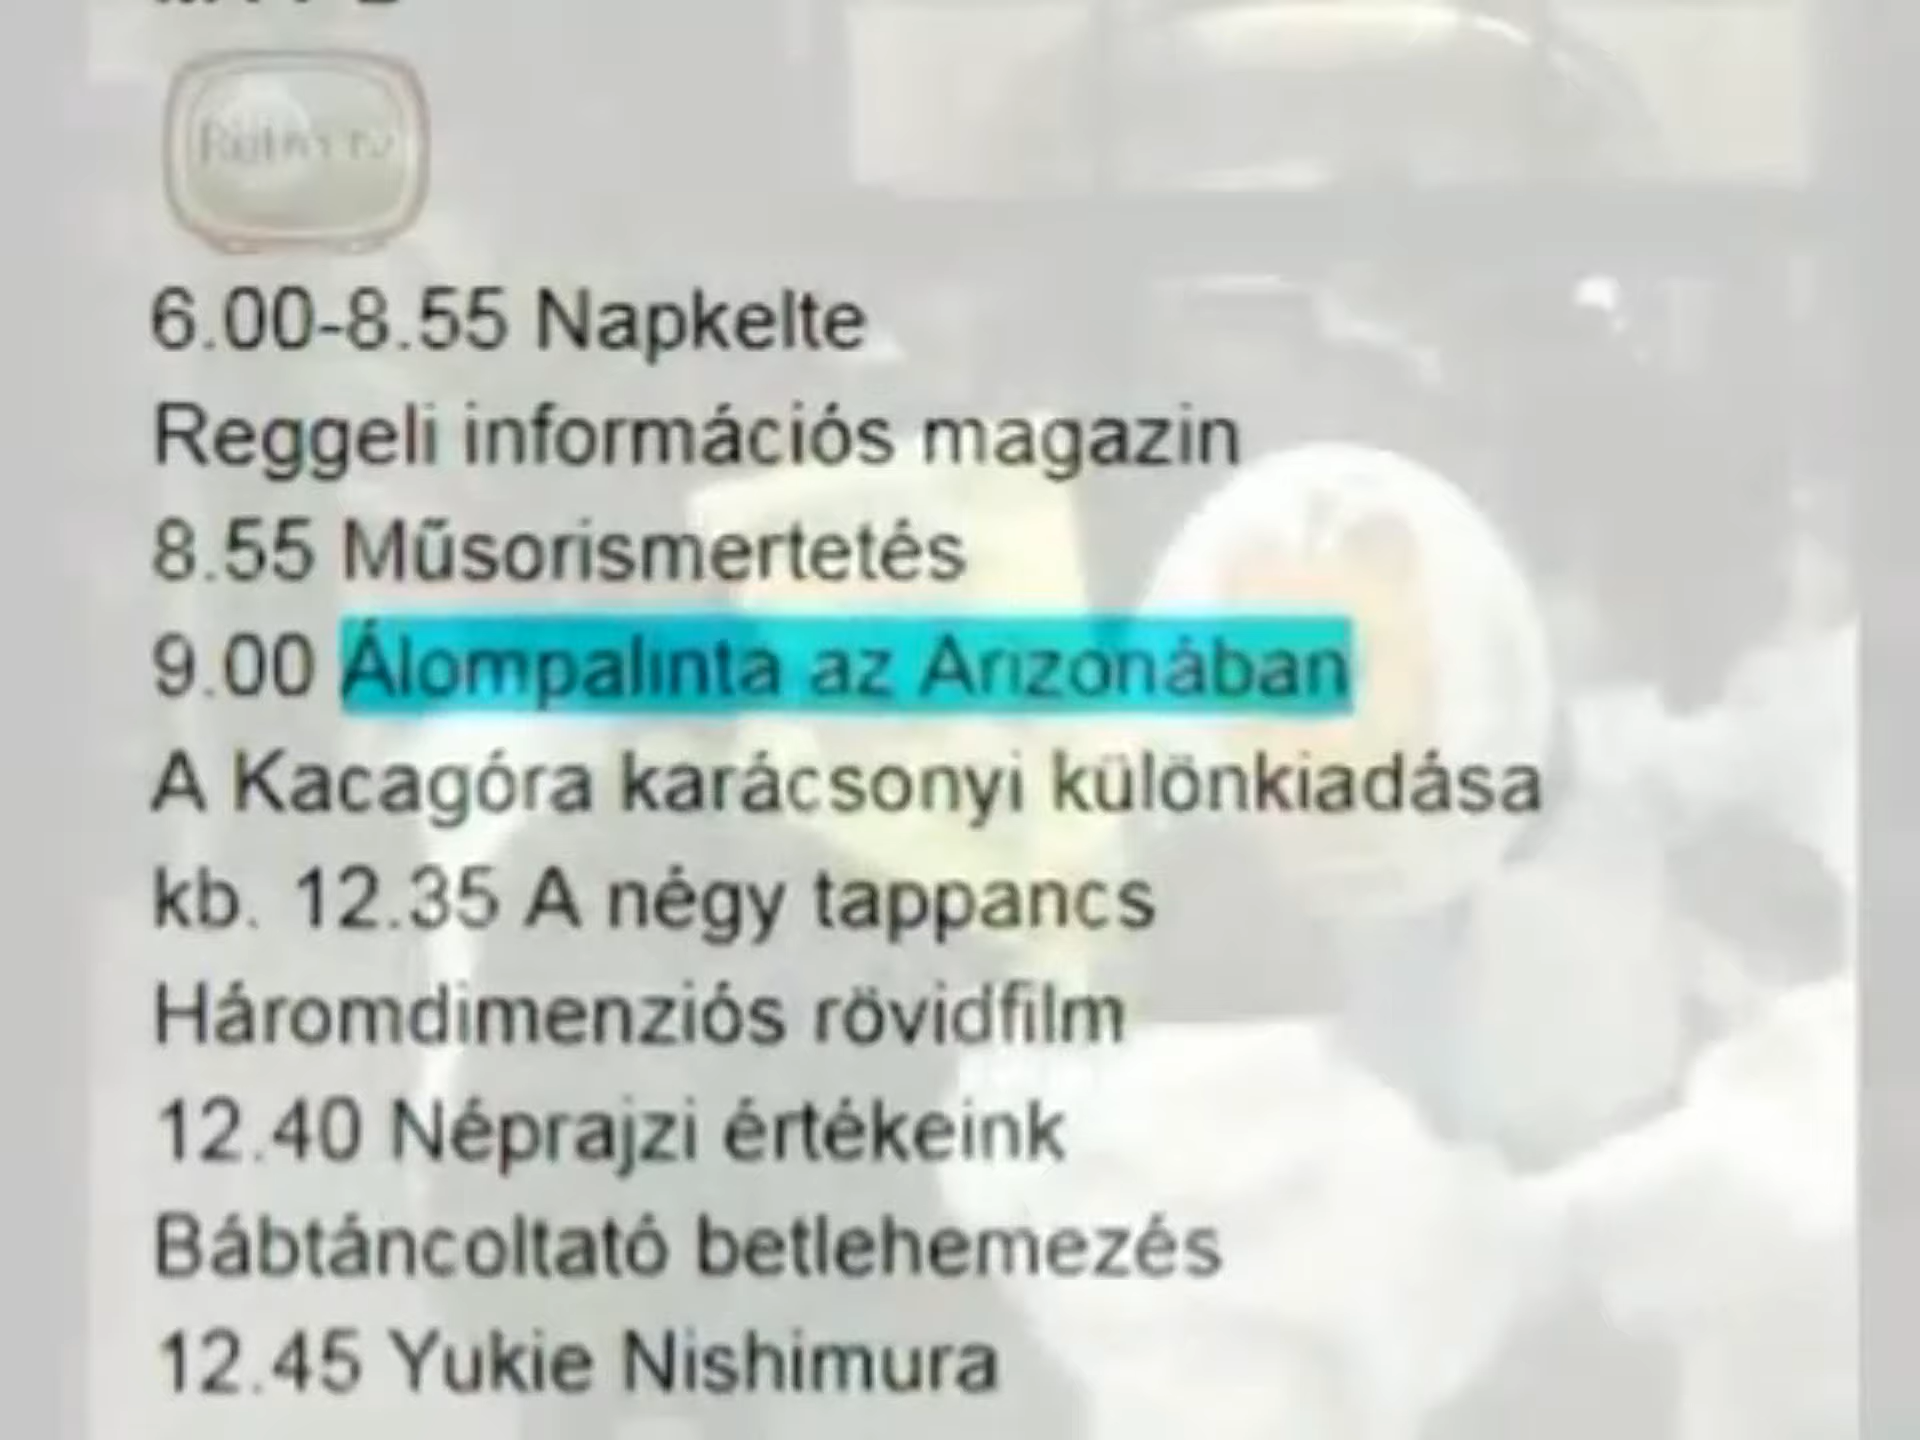 6.00-8.55 Napkelte
Reggeli információs magazin
8.55 Műsorismertetés
9.00 Álompalinta az Arizonában
A Kacagóra karácsonyi különkiadása
kb. 12.35 A négy tappancs
Háromdimenziós rövidfilm
12.40 Néprajzi értékeink
Bábtáncoltató betlehemezés
12.45 Yukie Nishimura